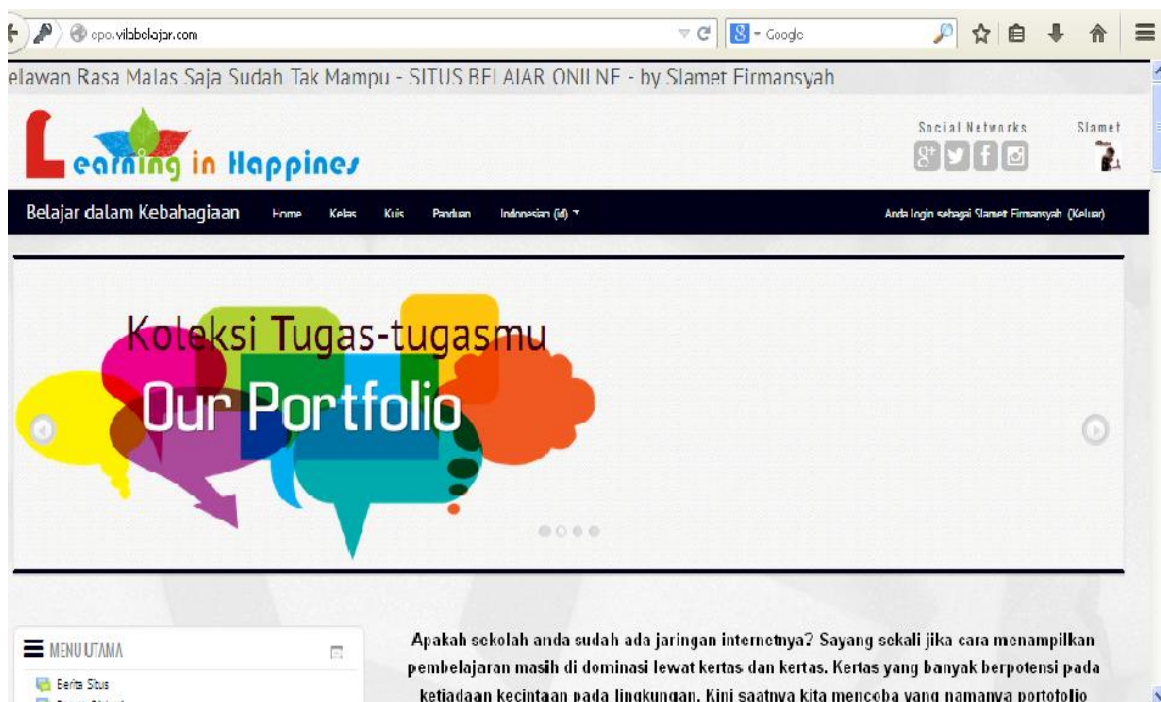 epo.vilabelajar.com
Google
elawan Rasa Malas Saja Sudah Tak Mampu - SITUS BELAJAR ONLINE - by Slamet Firmansyah
Learning in Happines
Social Networks
Slamet
Belajar dalam Kebahagiaan Home Kelas Kuis Panduan Indonesian (id) Anda login sebagai Slamet Firmansyah (Keluar)
Koleksi Tugas-tugasmu
Our Portfolio
MENU UTAMA
Berita Situs
Apakah sekolah anda sudah ada jaringan internetnya? Sayang sekali jika cara menampilkan
pembelajaran masih di dominasi lewat kertas dan kertas. Kertas yang banyak berpotensi pada
ketiadaan kecintaan pada lingkungan. Kini saatnya kita mencoba yang namanya portofolio